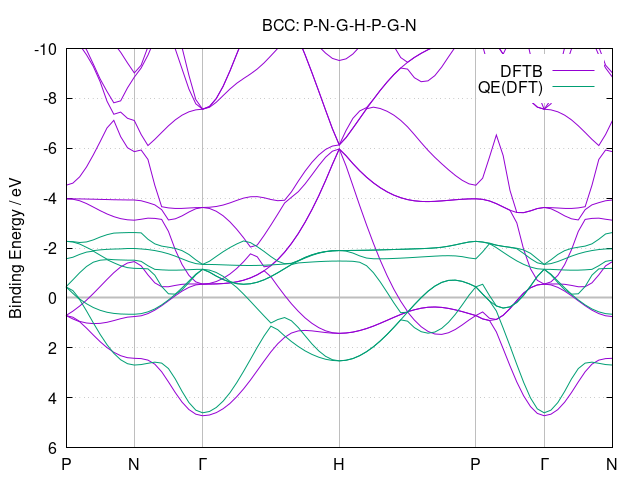 BCC: P-N-G-H-P-G-N
DFTB
QE(DFT)
Binding Energy / eV
-10
-8
-6
-4
-2
0
2
4
6
P N Γ H P Γ N